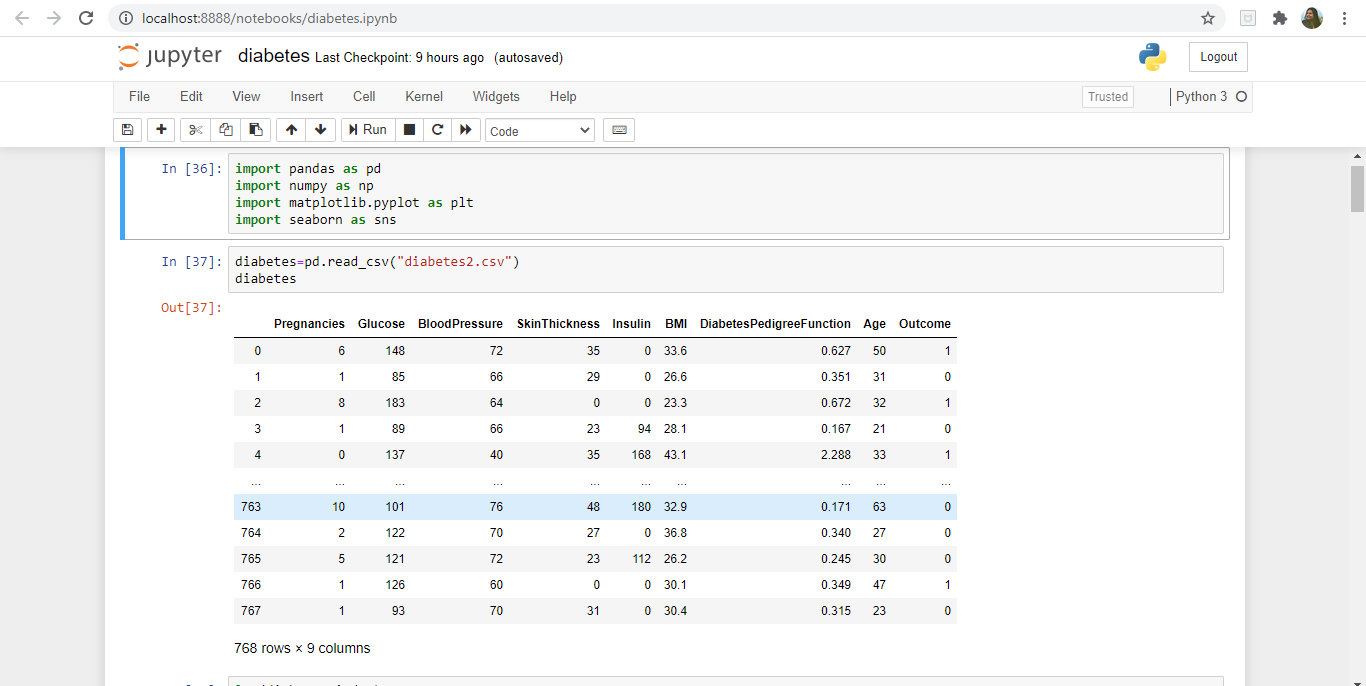 localhost:8888/notebooks/diabetes.ipynb
jupyter diabetes Last Checkpoint: 9 hours ago (autosaved) Logout
File Edit View Insert Cell Kernel Widgets Help Trusted Python 3
Run Code
In [36]: import pandas as pd
import numpy as np
import matplotlib.pyplot as plt
import seaborn as sns
In [37]: diabetes=pd.read_csv("diabetes2.csv")
diabetes
Out[37]:
Pregnancies Glucose BloodPressure SkinThickness Insulin BMI DiabetesPedigreeFunction Age Outcome
0 6 148 72 35 0 33.6 0.627 50 1
1 1 85 66 29 0 26.6 0.351 31 0
2 8 183 64 0 0 23.3 0.672 32 1
3 1 89 66 23 94 28.1 0.167 21 0
4 0 137 40 35 168 43.1 2.288 33 1
... ... ... ... ... ... ... ... ... ...
763 10 101 76 48 180 32.9 0.171 63 0
764 2 122 70 27 0 36.8 0.340 27 0
765 5 121 72 23 112 26.2 0.245 30 0
766 1 126 60 0 0 30.1 0.349 47 1
767 1 93 70 31 0 30.4 0.315 23 0
768 rows × 9 columns